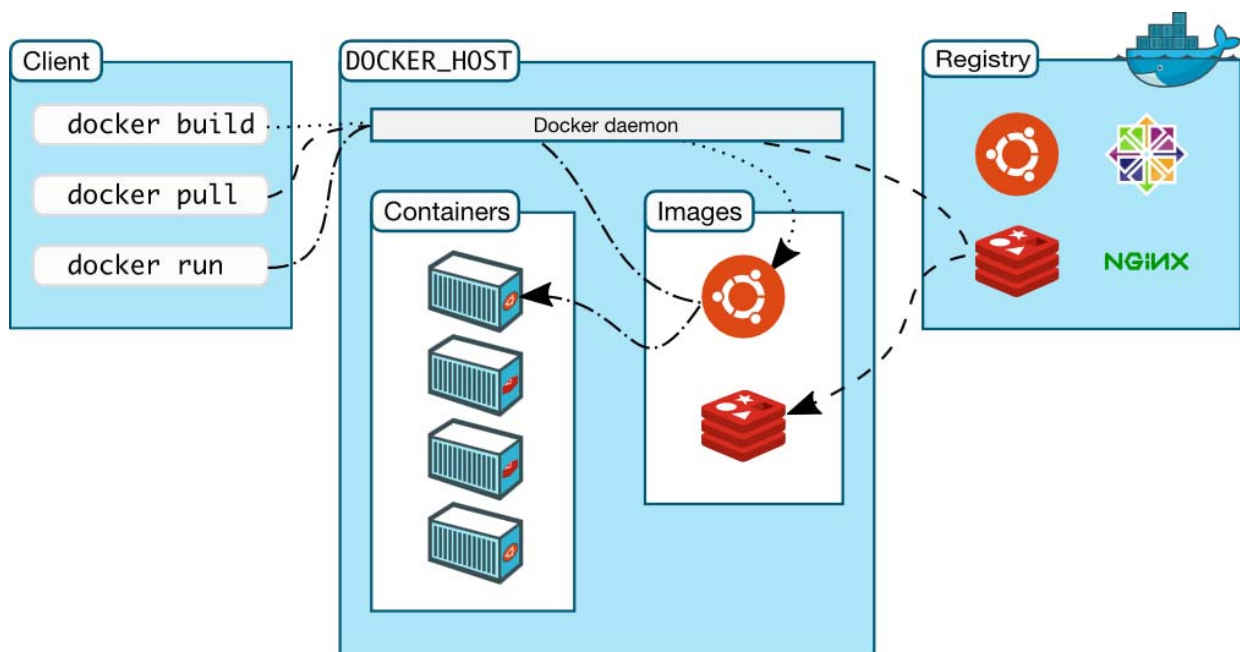 Client
docker build
docker pull
docker run
DOCKER_HOST
Docker daemon
Containers
Images
Registry
NGINX